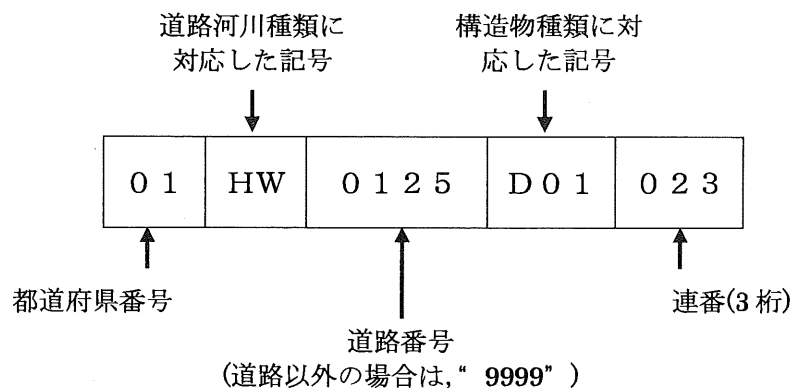 道路河川種類に
対応した記号
構造物種類に対
応した記号
０１ ＨＷ ０１２５ Ｄ０１ ０２３
都道府県番号
連番(3 桁)
道路番号
(道路以外の場合は,“ 9999” )